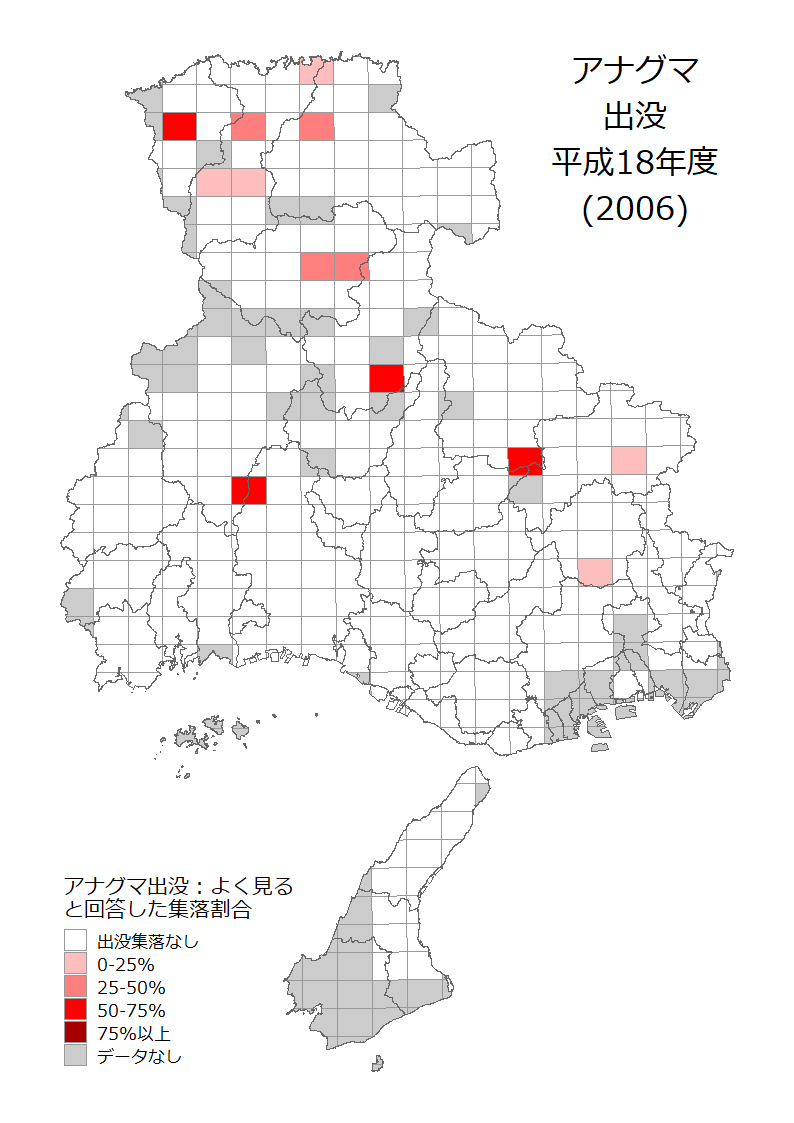 アナグマ
出没
平成18年度
(2006)
アナグマ出没：よく見る
と回答した集落割合
出没集落なし
0-25%
25-50%
50-75%
75%以上
データなし